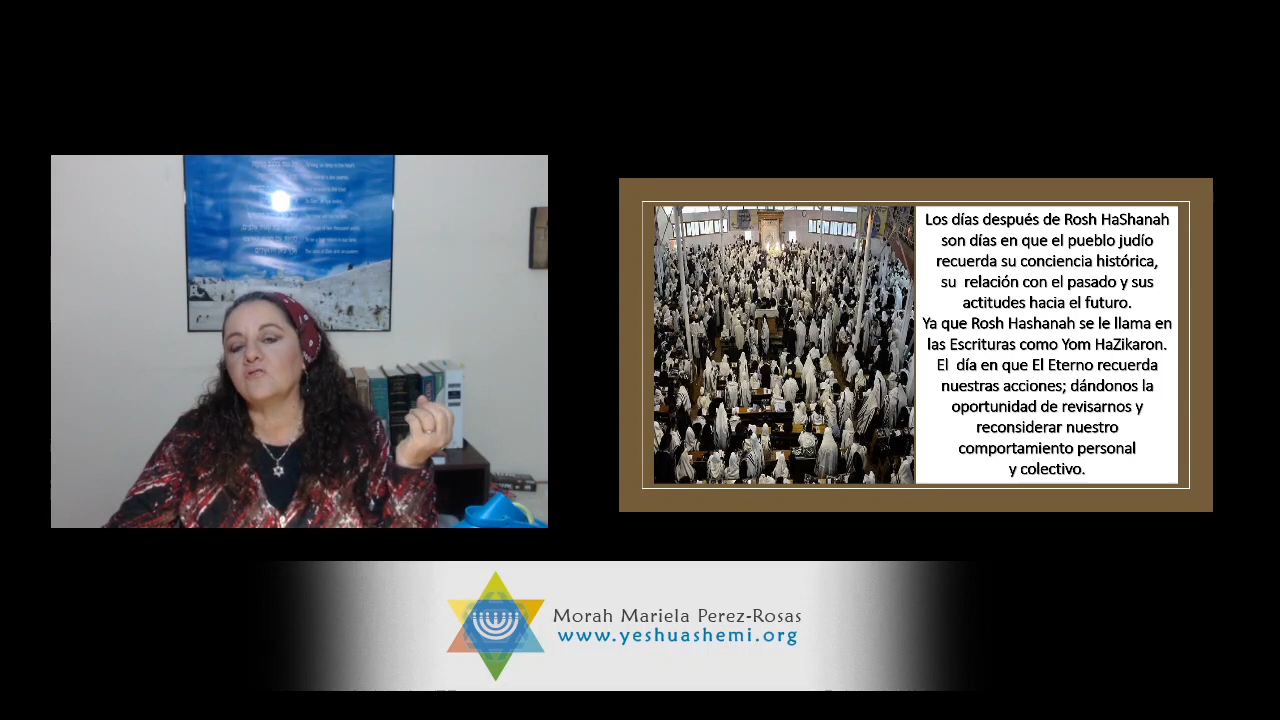 Los días después de Rosh HaShanah
son días en que el pueblo judío
recuerda su conciencia histórica,
su relación con el pasado y sus
actitudes hacia el futuro.
Ya que Rosh Hashanah se le llama en
las Escrituras como Yom HaZikaron.
El día en que El Eterno recuerda
nuestras acciones; dándonos la
oportunidad de revisarnos y
reconsiderar nuestro
comportamiento personal
y colectivo.
Morah Mariela Perez-Rosas
www.yeshuashemi.org